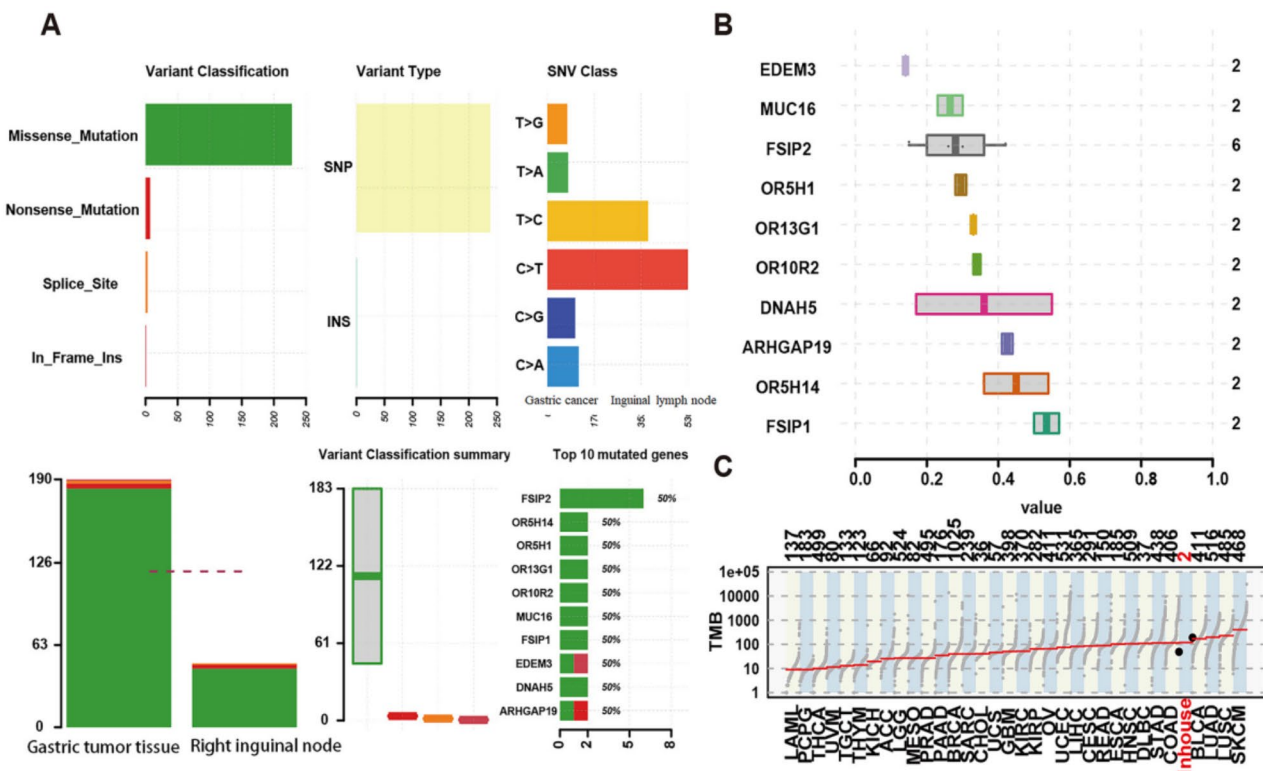 A
Variant Classification
Missense_Mutation
Nonsense_Mutation
Splice_Site
In_Frame_Ins
0 50 100 150 200 250
Variant Type
SNP
INS
0 50 100 150 200 250
SNV Class
T>G
T>A
T>C
C>T
C>G
C>A
Gastric cancer Inguinal lymph node
B
EDEM3 2
MUC16 2
FSIP2 6
OR5H1 2
OR13G1 2
OR10R2 2
DNAH5 2
ARHGAP19 2
OR5H14 2
FSIP1 2
0.0 0.2 0.4 0.6 0.8 1.0
value
190
126
63
0
Gastric tumor tissue Right inguinal node
Variant Classification summary
183
122
61
0
Top 10 mutated genes
FSIP2 50%
OR5H14 50%
OR5H1 50%
OR13G1 50%
OR10R2 50%
MUC16 50%
FSIP1 50%
EDEM3 50%
DNAH5 50%
ARHGAP19 50%
0 2 4 6 8
C
TMB
1e+05
10000
1000
100
10
1
LAML PCPG THCA UVM TGCT THYM KICH ACC LGG MESO PRAD PAAD BRCA SARC CHOL UCS GBM KIRC KIRP OV UCEC LIHC CESC READ ESCA HNSC DLBC STAD COAD nhouse BLCA LUAD LUSC SKCM